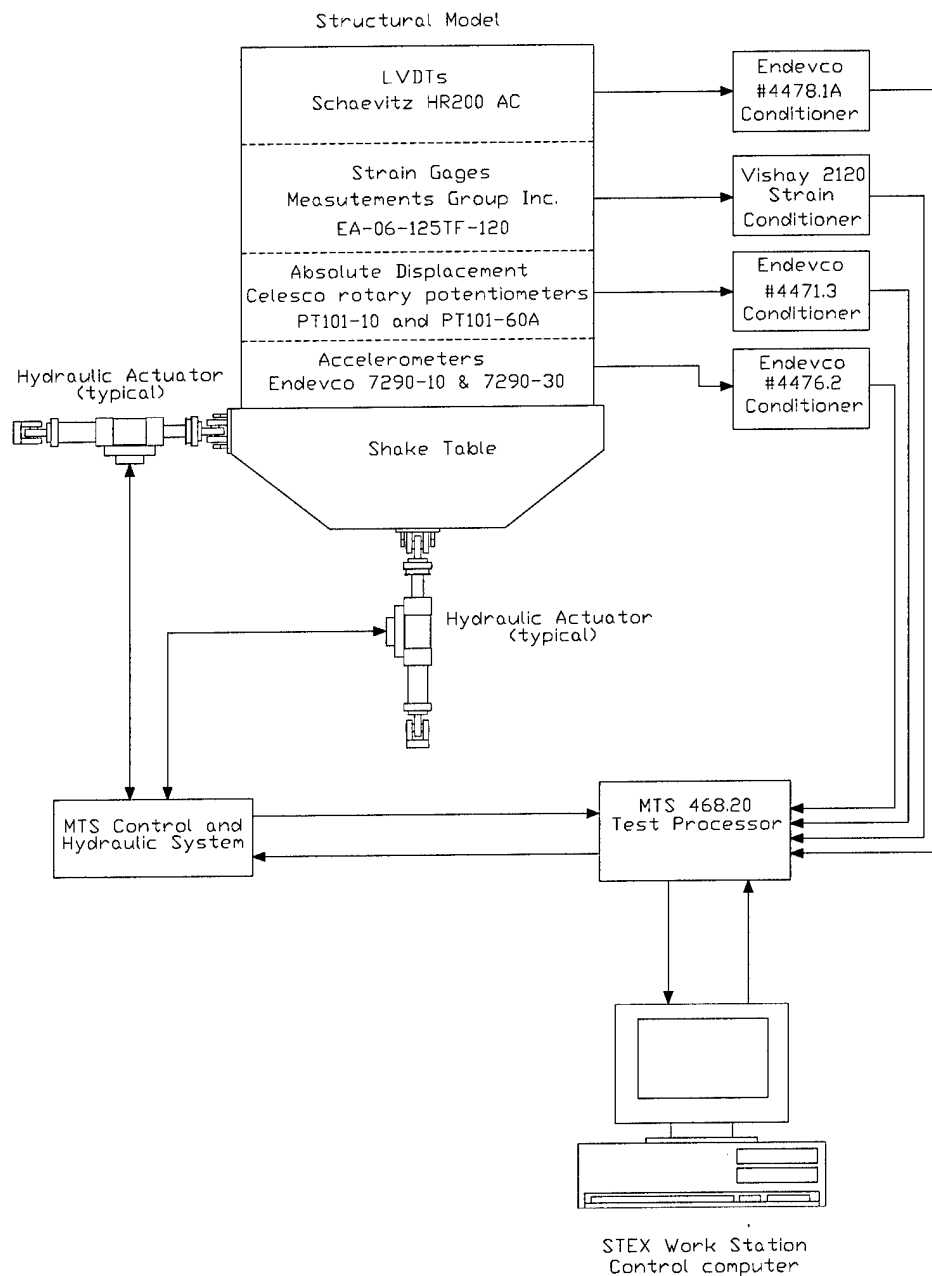 Structural Model
LVDTs
Schaevitz HR200 AC
Endevco
#4478.1A
Conditioner
Strain Gages
Measutements Group Inc.
EA-06-125TF-120
Vishay 2120
Strain
Conditioner
Absolute Displacement
Celesco rotary potentiometers
PT101-10 and PT101-60A
Endevco
#4471.3
Conditioner
Accelerometers
Endevco 7290-10 & 7290-30
Endevco
#4476.2
Conditioner
Hydraulic Actuator
(typical)
Shake Table
Hydraulic Actuator
(typical)
MTS Control and
Hydraulic System
MTS 468.20
Test Processor
STEX Work Station
Control computer